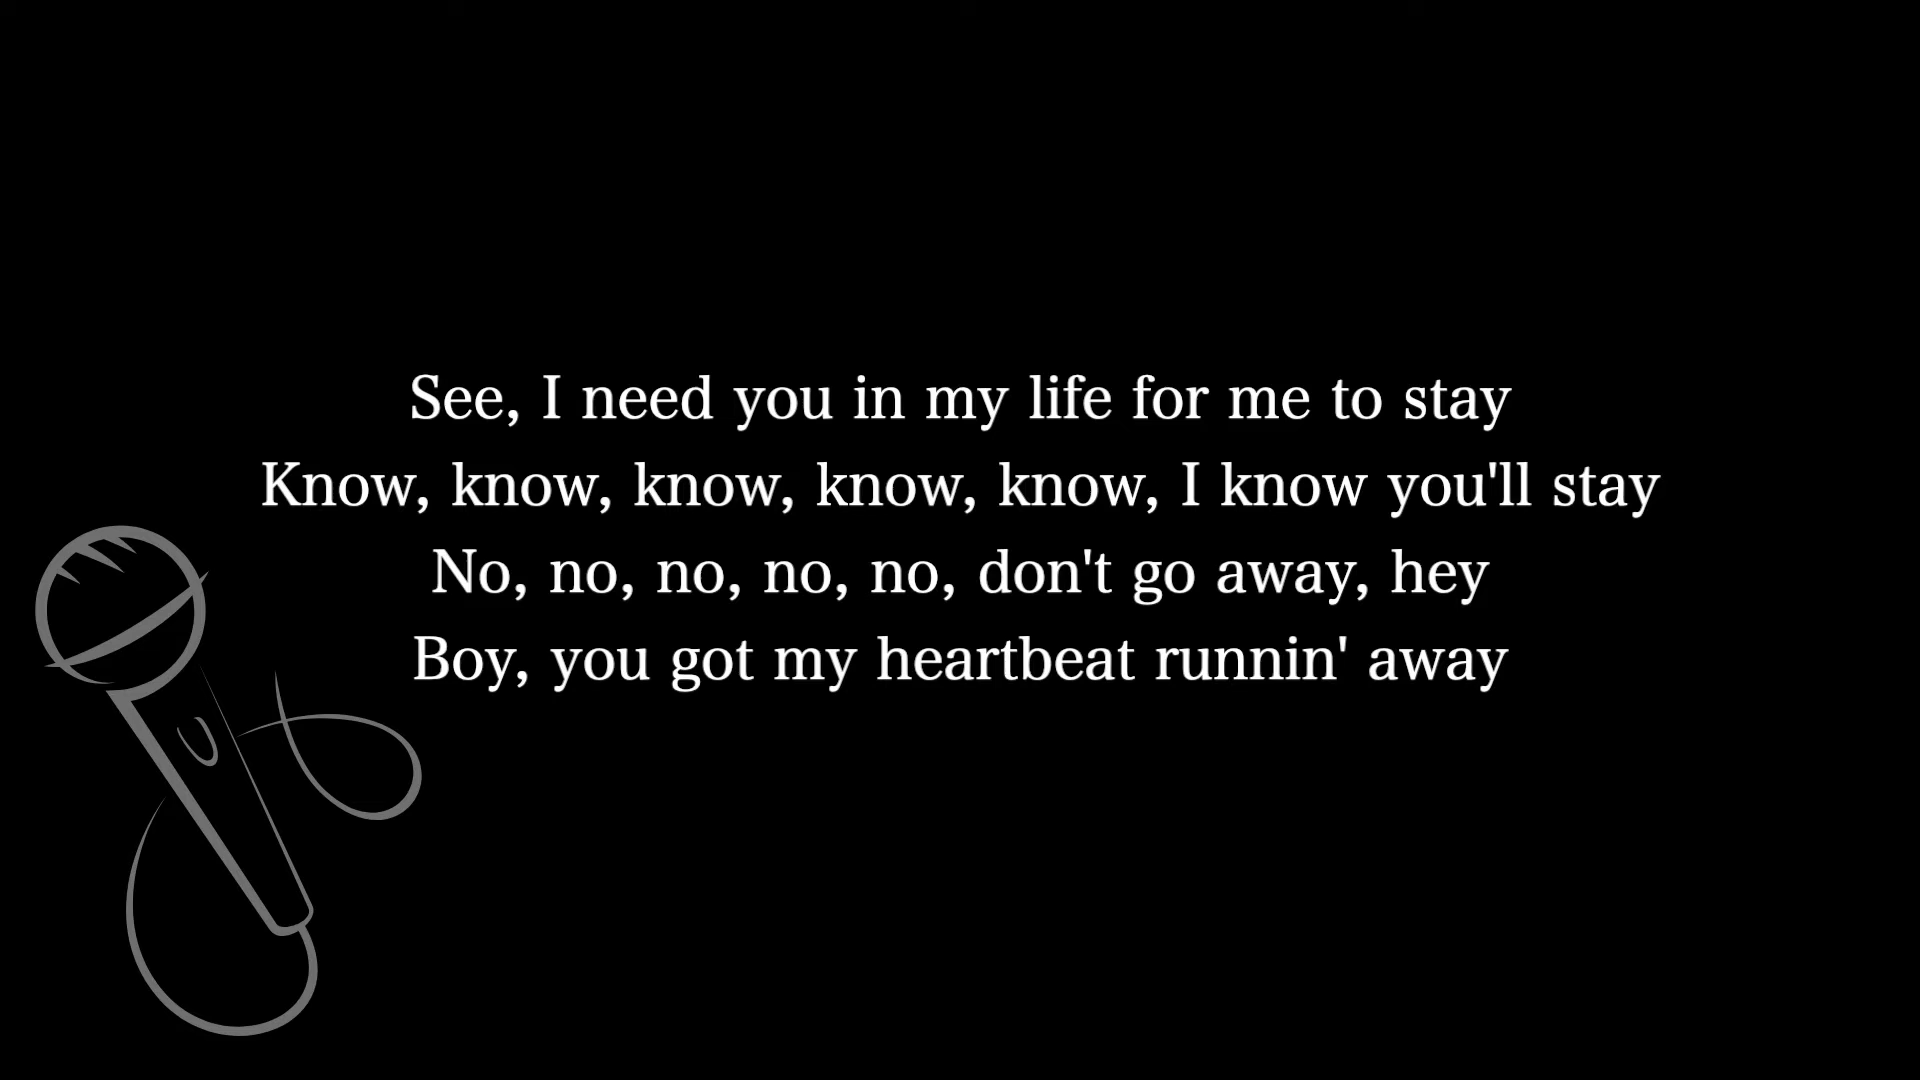 See, I need you in my life for me to stay
Know, know, know, know, know, I know you'll stay
No, no, no, no, no, don't go away, hey
Boy, you got my heartbeat runnin' away